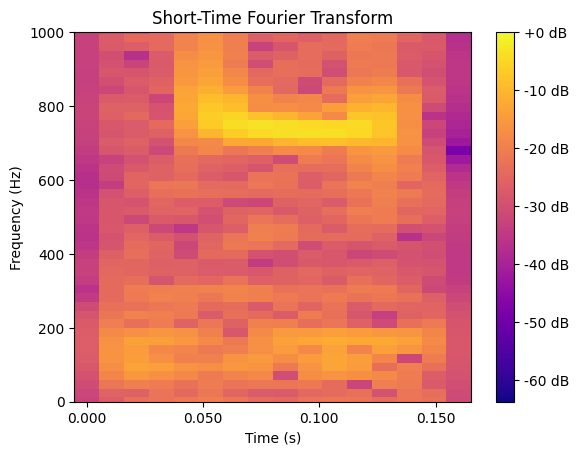 Short-Time Fourier Transform
1000
800
600
400
200
0
Frequency (Hz)
0.000
0.050
0.100
0.150
Time (s)
+0 dB
-10 dB
-20 dB
-30 dB
-40 dB
-50 dB
-60 dB